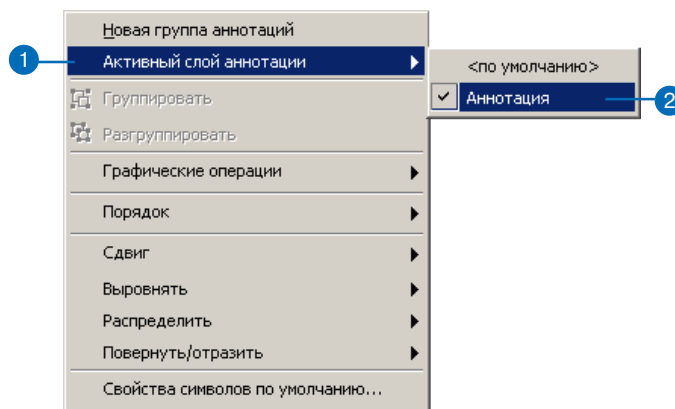 Новая группа аннотаций
1
Активный слой аннотации
<по умолчанию>
Аннотация
2
Группировать
Разгруппировать
Графические операции
Порядок
Сдвиг
Выровнять
Распределить
Повернуть/отразить
Свойства символов по умолчанию...